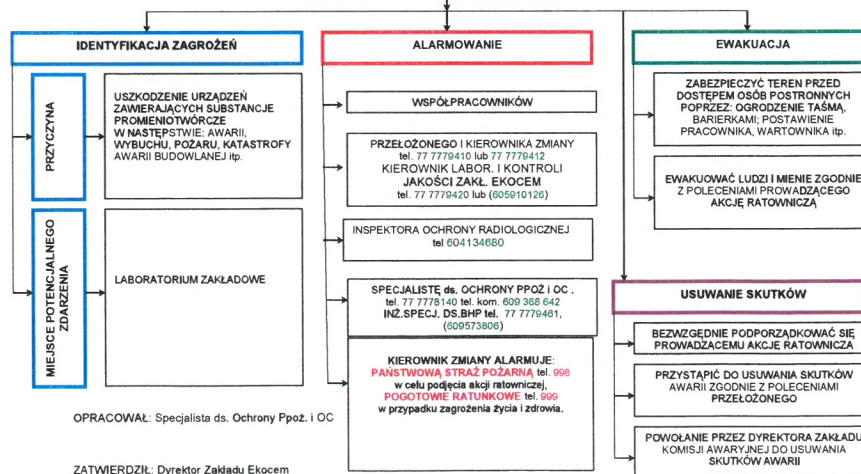 IDENTYFIKACJA ZAGROŻEŃ
PRZYCZYNA
USZKODZENIE URZĄDZEŃ
ZAWIERAJĄCYCH SUBSTANCJE
PROMIENIOTWÓRCZE
W NASTĘPSTWIE: AWARII,
WYBUCHU, POŻARU, KATASTROFY
AWARII BUDOWLANEJ itp.
MIEJSCE POTENCJALNEGO
ZDARZENIA
LABORATORIUM ZAKŁADOWE
OPRACOWAŁ: Specjalista ds. Ochrony Ppoż. i OC
ZATWIERDZIŁ: Dyrektor Zakładu Ekocem
ALARMOWANIE
WSPÓŁPRACOWNIKÓW
PRZEŁOŻONEGO I KIEROWNIKA ZMIANY
tel. 77 7779410 lub 77 7779412
KIEROWNIK LABOR. I KONTROLI
JAKOŚCI ZAKŁ. EKOCEM
tel. 77 7779420 lub (605910126)
INSPEKTORA OCHRONY RADIOLOGICZNEJ
tel 604134680
SPECJALISTĘ ds. OCHRONY PPOŻ i OC .
tel. 77 7778140 tel. kom. 609 368 642
INŻ.SPECJ. DS.BHP tel. 77 7779461,
(609573806)
KIEROWNIK ZMIANY ALARMUJE:
PAŃSTWOWĄ STRAŻ POŻARNĄ tel. 998
w celu podjęcia akcji ratowniczej,
POGOTOWIE RATUNKOWE tel. 999
w przypadku zagrożenia życia i zdrowia.
EWAKUACJA
ZABEZPIECZYĆ TEREN PRZED
DOSTĘPEM OSÓB POSTRONNYCH
POPRZEZ: OGRODZENIE TAŚMĄ,
BARIERKAMI; POSTAWIENIE
PRACOWNIKA, WARTOWNIKA itp.
EWAKUOWAĆ LUDZI I MIENIE ZGODNIE
Z POLECENIAMI PROWADZĄCEGO
AKCJĘ RATOWNICZĄ
USUWANIE SKUTKÓW
BEZWZGĘDNIE PODPORZĄDKOWAĆ SIĘ
PROWADZĄCEMU AKCJĘ RATOWNICZA
PRZYSTĄPIĆ DO USUWANIA SKUTKÓW
AWARII ZGODNIE Z POLECENIAMI
PRZEŁOŻONEGO
POWOŁANIE PRZEZ DYREKTORA ZAKŁADU
KOMISJI AWARYJNEJ DO USUWANIA
SKUTKÓW AWARII